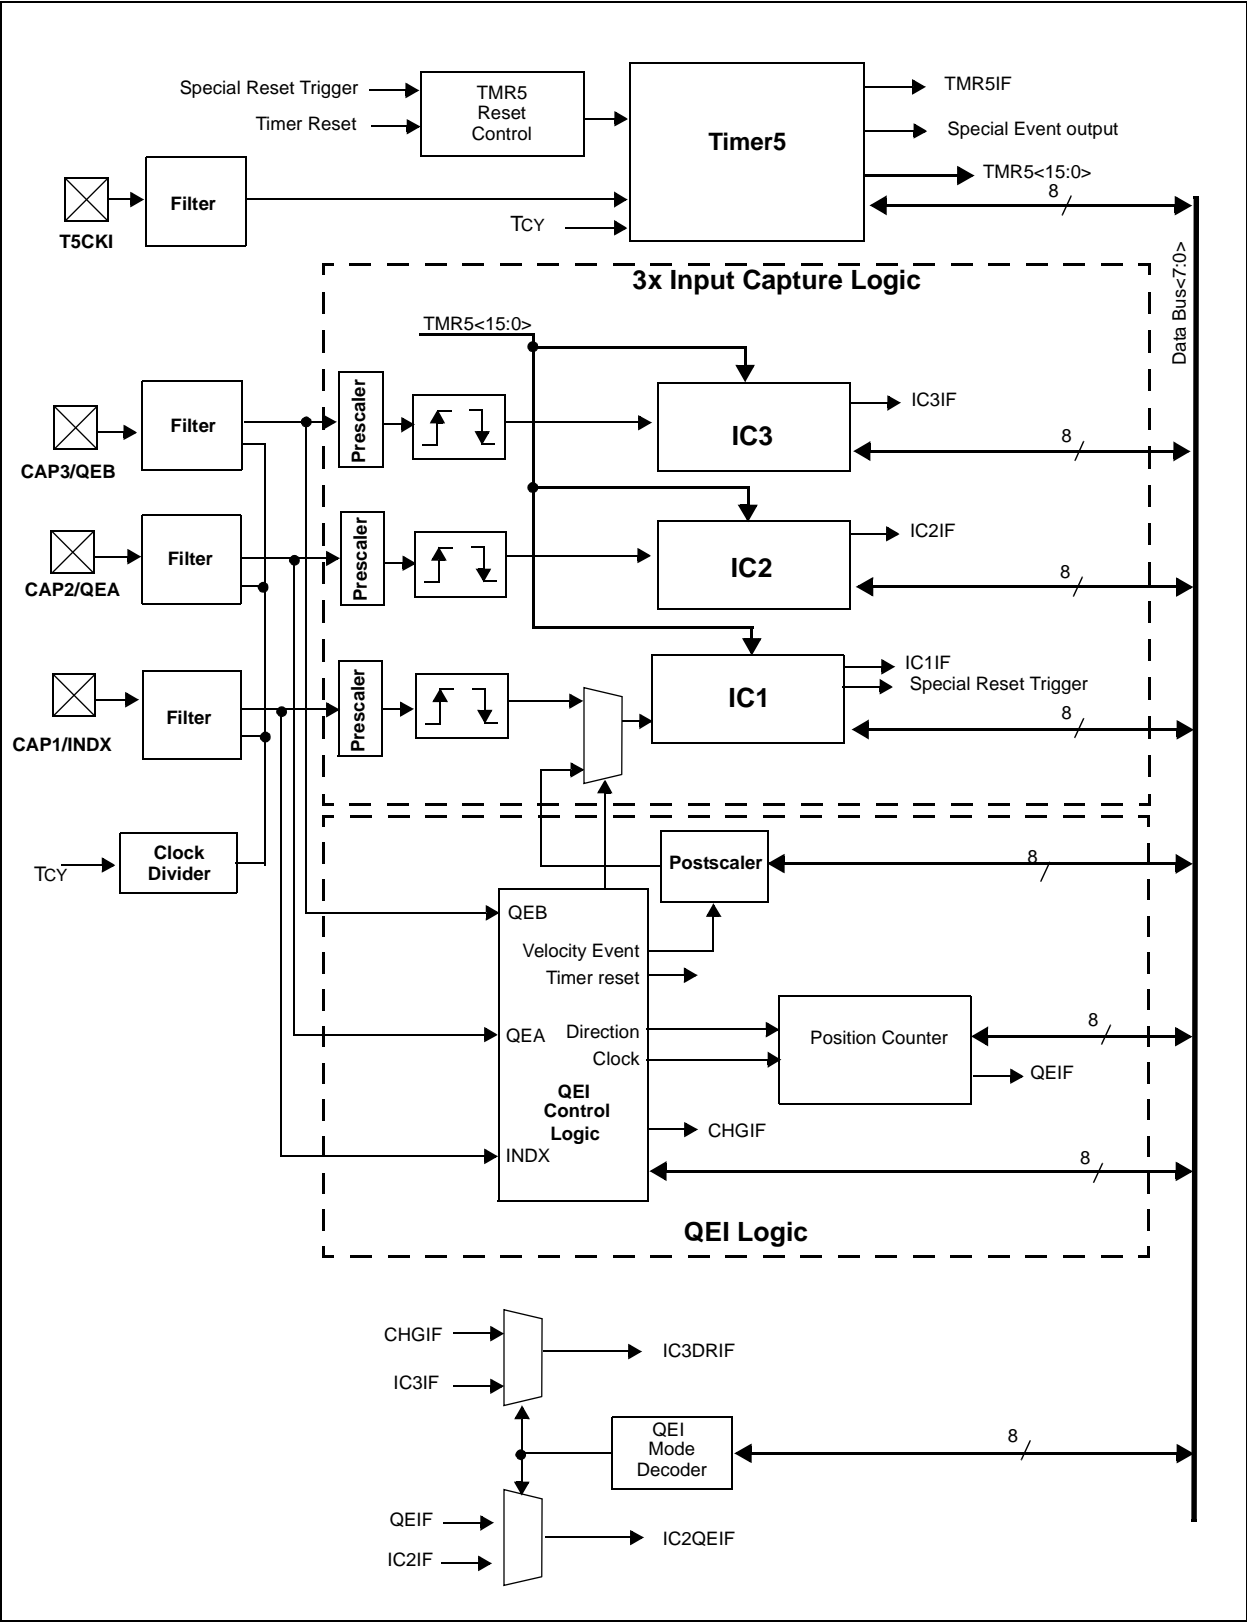 Special Reset Trigger
Timer Reset
TMR5
Reset
Control
Timer5
TMR5IF
Special Event output
TMR5<15:0>
8
T5CKI
Filter
TCY
Data Bus<7:0>
3x Input Capture Logic
TMR5<15:0>
CAP3/QEB
Filter
Prescaler
IC3
IC3IF
8
CAP2/QEA
Filter
Prescaler
IC2
IC2IF
8
CAP1/INDX
Filter
Prescaler
IC1
IC1IF
Special Reset Trigger
8
TCY
Clock
Divider
Postscaler
8
QEB
Velocity Event
Timer reset
QEA
Direction
Clock
QEI
Control
Logic
INDX
Position Counter
8
QEIF
CHGIF
8
QEI Logic
CHGIF
IC3IF
IC3DRIF
QEI
Mode
Decoder
8
QEIF
IC2IF
IC2QEIF